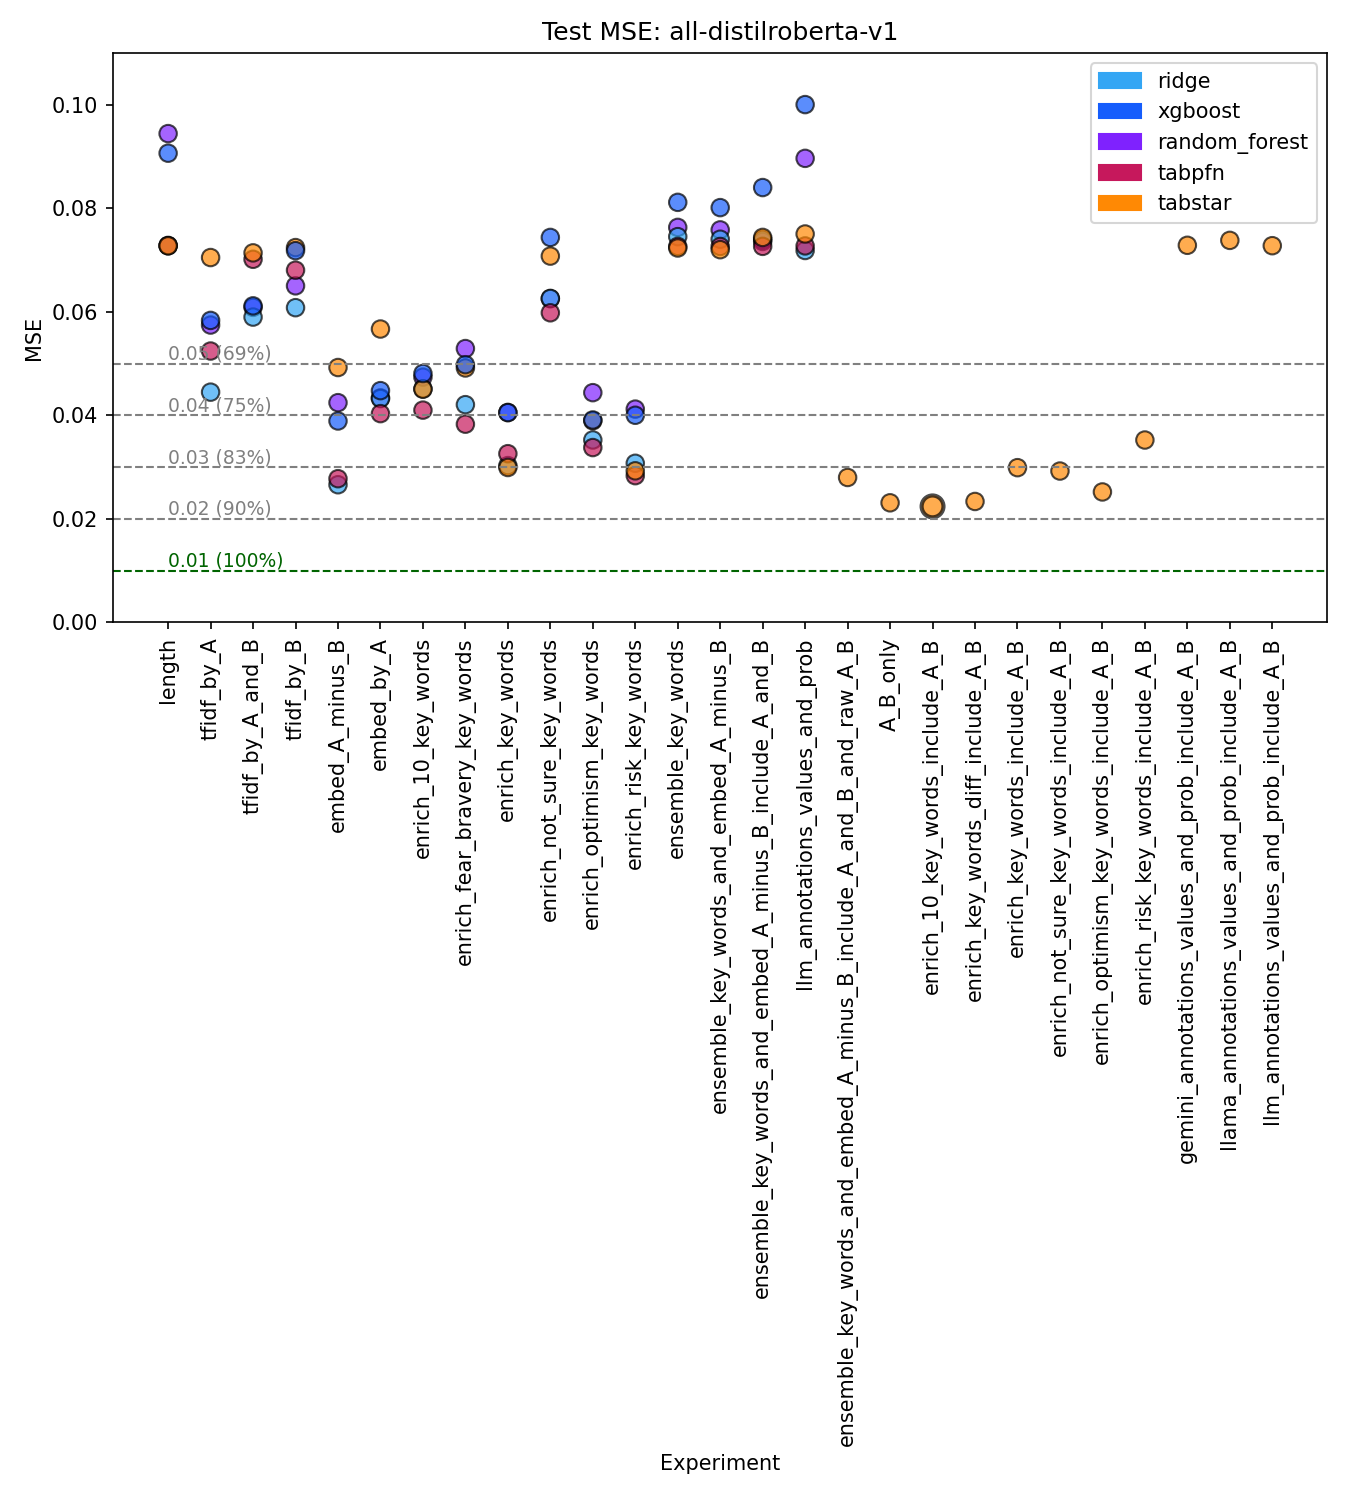 Test MSE: all-distilroberta-v1
ridge
xgboost
random_forest
tabpfn
tabstar
MSE
0.10
0.08
0.06
0.04
0.02
0.00
0.05 (69%)
0.04 (75%)
0.03 (83%)
0.02 (90%)
0.01 (100%)
length
tfidf_by_A
tfidf_by_A_and_B
tfidf_by_B
embed_A_minus_B
embed_by_A
enrich_10_key_words
enrich_fear_bravery_key_words
enrich_key_words
enrich_not_sure_key_words
enrich_optimism_key_words
enrich_risk_key_words
ensemble_key_words
ensemble_key_words_and_embed_A_minus_B
ensemble_key_words_and_embed_A_minus_B_include_A_and_B
llm_annotations_values_and_prob
ensemble_key_words_and_embed_A_minus_B_include_A_and_B_and_raw_A_B
A_B_only
enrich_10_key_words_include_A_B
enrich_key_words_diff_include_A_B
enrich_key_words_include_A_B
enrich_not_sure_key_words_include_A_B
enrich_optimism_key_words_include_A_B
enrich_risk_key_words_include_A_B
gemini_annotations_values_and_prob_include_A_B
llama_annotations_values_and_prob_include_A_B
llm_annotations_values_and_prob_include_A_B
Experiment